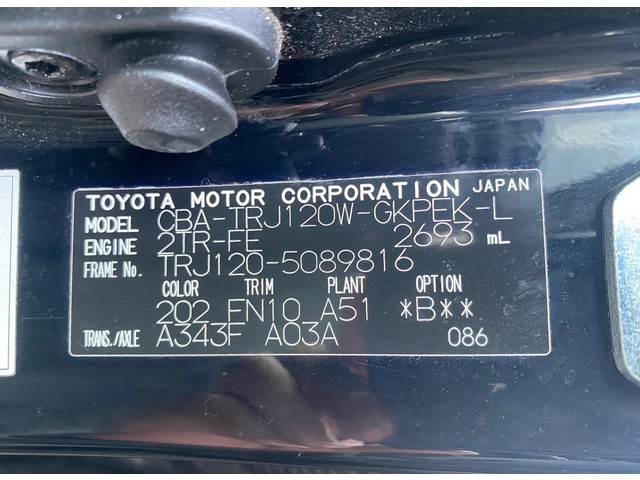 TOYOTA MOTOR CORPORATION JAPAN
MODEL CBA-TRJ120W-GKPEK-L
ENGINE 2TR-FE 2693 mL
FRAME No. TRJ120-5089816
COLOR TRIM PLANT OPTION
202 FN10 A51 *B**
TRANS./AXLE A343F A03A 086